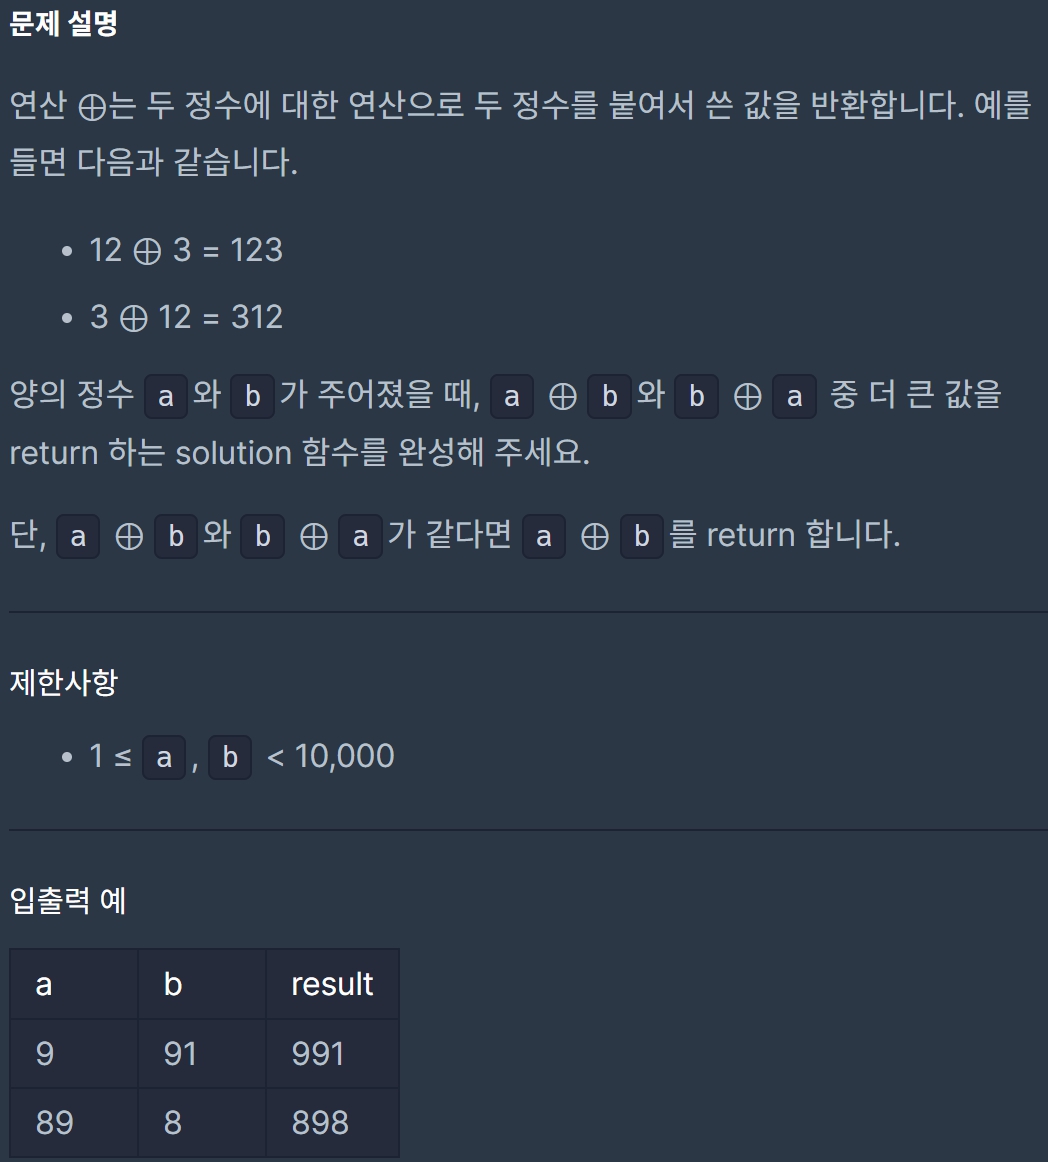 문제 설명
연산 ⊕는 두 정수에 대한 연산으로 두 정수를 붙여서 쓴 값을 반환합니다. 예를
들면 다음과 같습니다.
• 12 ⊕ 3 = 123
• 3 ⊕ 12 = 312
양의 정수 a와 b가 주어졌을 때, a ⊕ b와 b ⊕ a 중 더 큰 값을
return 하는 solution 함수를 완성해 주세요.
단, a ⊕ b와 b ⊕ a가 같다면 a ⊕ b를 return 합니다.
제한사항
• 1 ≤ a, b < 10,000
입출력 예
a b result
9 91 991
89 8 898